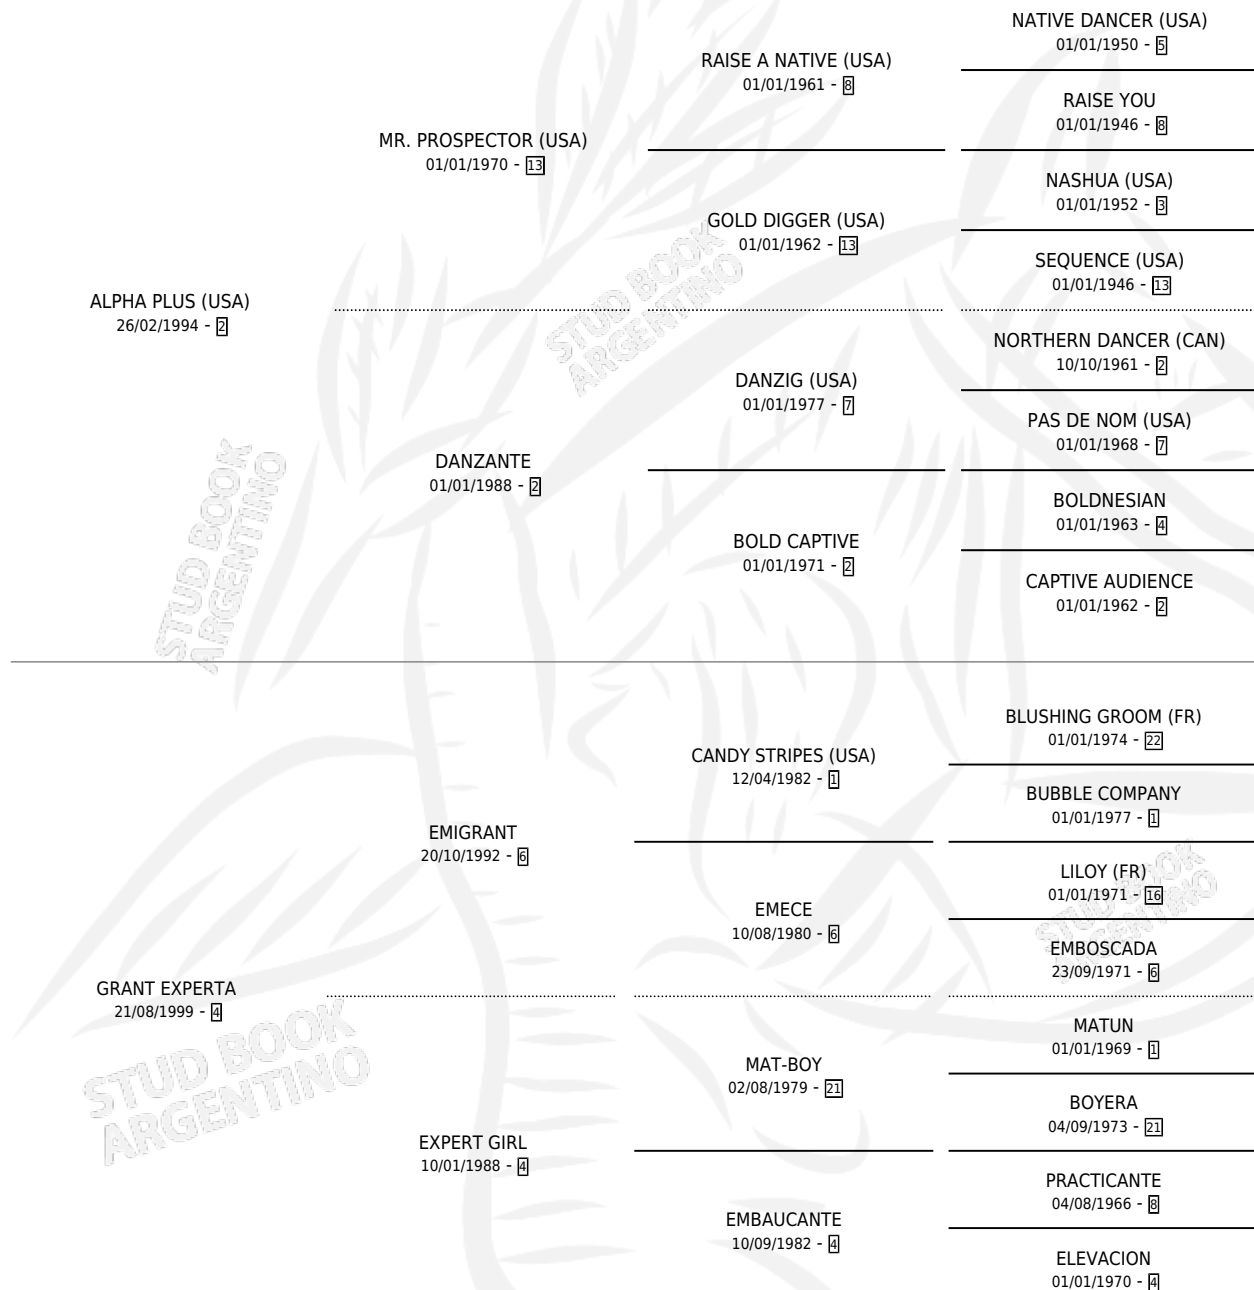 NATIVE DANCER (USA)
01/01/1950 - 5
RAISE A NATIVE (USA)
01/01/1961 - 8
RAISE YOU
01/01/1946 - 8
MR. PROSPECTOR (USA)
01/01/1970 - 13
NASHUA (USA)
01/01/1952 - 3
GOLD DIGGER (USA)
01/01/1962 - 13
SEQUENCE (USA)
01/01/1946 - 13
ALPHA PLUS (USA)
26/02/1994 - 2
NORTHERN DANCER (CAN)
10/10/1961 - 2
DANZIG (USA)
01/01/1977 - 7
PAS DE NOM (USA)
01/01/1968 - 7
DANZANTE
01/01/1988 - 2
BOLDNESIAN
01/01/1963 - 4
BOLD CAPTIVE
01/01/1971 - 2
CAPTIVE AUDIENCE
01/01/1962 - 2
BLUSHING GROOM (FR)
01/01/1974 - 22
CANDY STRIPES (USA)
12/04/1982 - 1
BUBBLE COMPANY
01/01/1977 - 1
EMIGRANT
20/10/1992 - 6
LILOY (FR)
01/01/1971 - 16
EMECE
10/08/1980 - 6
EMBOSCADA
23/09/1971 - 6
GRANT EXPERTA
21/08/1999 - 4
MATUN
01/01/1969 - 1
MAT-BOY
02/08/1979 - 21
BOYERA
04/09/1973 - 21
EXPERT GIRL
10/01/1988 - 4
PRACTICANTE
04/08/1966 - 8
EMBAUCANTE
10/09/1982 - 4
ELEVACION
01/01/1970 - 4
STUD BOOK
ARGENTINO
STUD BOOK
ARGENTINO
STUD BOOK
ARGENTINO
STUD BOOK
ARGENTINO